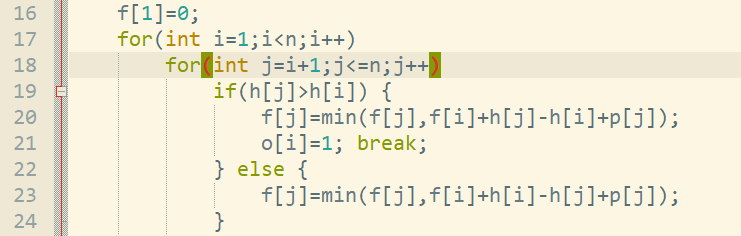 16 f[1]=0;
17 for(int i=1;i<n;i++)
18 for(int j=i+1;j<=n;j++)
19 if(h[j]>h[i]) {
20 f[j]=min(f[j],f[i]+h[j]-h[i]+p[j]);
21 o[i]=1; break;
22 } else {
23 f[j]=min(f[j],f[i]+h[i]-h[j]+p[j]);
24 }